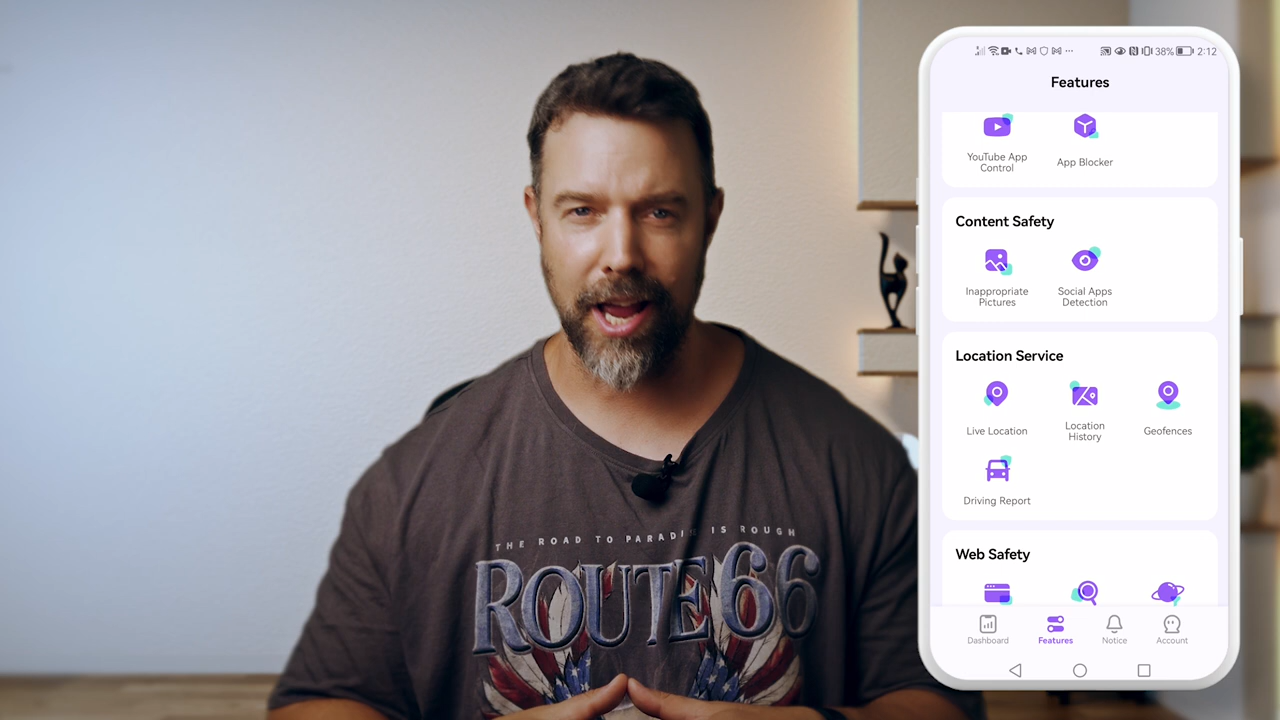 THE ROAD TO PARADI IS ROUGH
ROUTE 66
38% 2:12
Features
YouTube App
Control
App Blocker
Content Safety
Inappropriate
Pictures
Social Apps
Detection
Location Service
Live Location
Location
History
Geofences
Driving Report
Web Safety
Dashboard
Features
Notice
Account